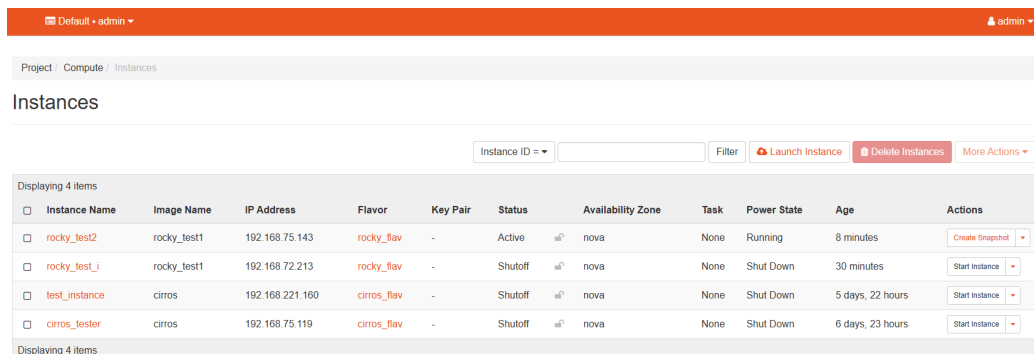 Default • admin
admin
Project / Compute / Instances
Instances
Instance ID =
Filter
Launch Instance
Delete Instances
More Actions
Displaying 4 items
Instance Name Image Name IP Address Flavor Key Pair Status Availability Zone Task Power State Age Actions
rocky_test2 rocky_test1 192.168.75.143 rocky_flav - Active nova None Running 8 minutes Create Snapshot
rocky_test_i rocky_test1 192.168.72.213 rocky_flav - Shutoff nova None Shut Down 30 minutes Start Instance
test_instance cirros 192.168.221.160 cirros_flav - Shutoff nova None Shut Down 5 days, 22 hours Start Instance
cirros_tester cirros 192.168.75.119 cirros_flav - Shutoff nova None Shut Down 6 days, 23 hours Start Instance
Displaying 4 items